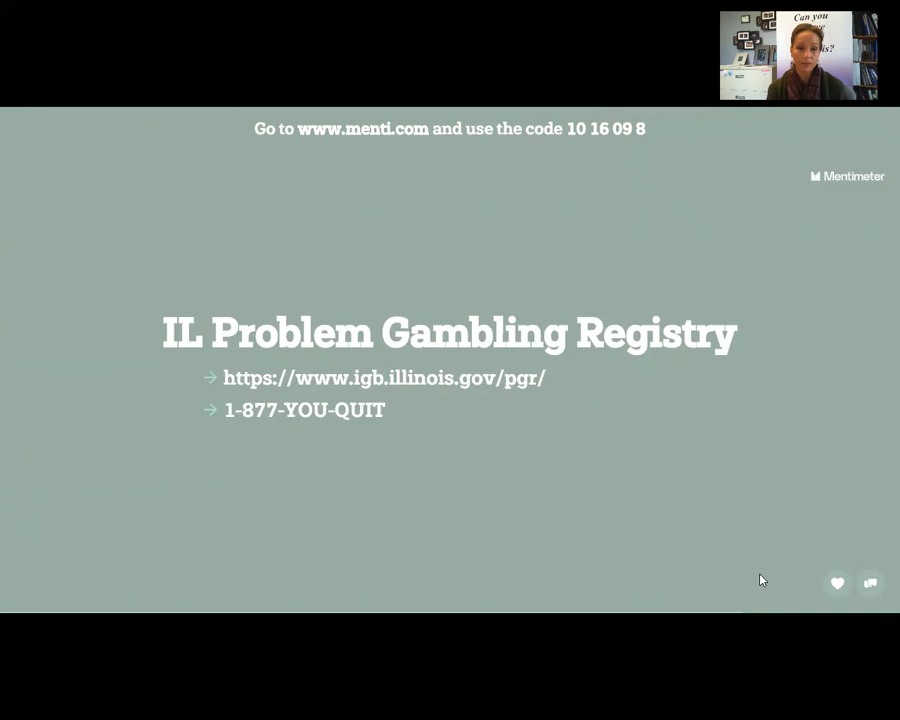 Can you
is?
Go to www.menti.com and use the code 10 16 09 8
Mentimeter
IL Problem Gambling Registry
→ https://www.igb.illinois.gov/pgr/
→ 1-877-YOU-QUIT